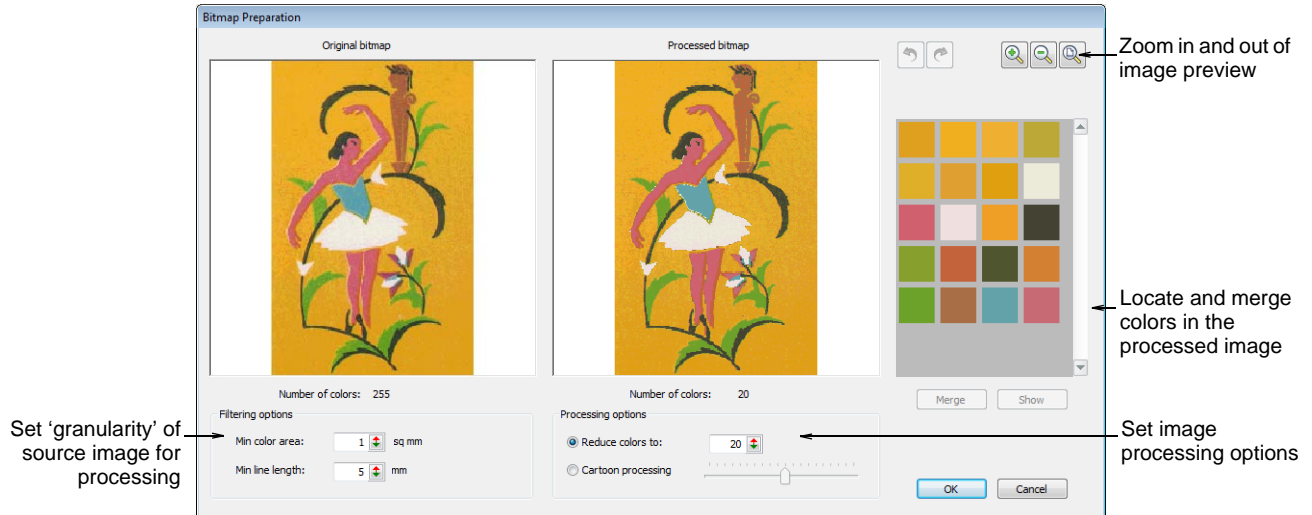 Bitmap Preparation
Original bitmap
Processed bitmap
Zoom in and out of
image preview
Locate and merge
colors in the
processed image
Number of colors: 255
Number of colors: 20
Merge
Show
Set ‘granularity’ of
source image for
processing
Filtering options
Min color area: 1 sq mm
Min line length: 5 mm
Processing options
Reduce colors to: 20
Cartoon processing
Set image
processing options
OK
Cancel